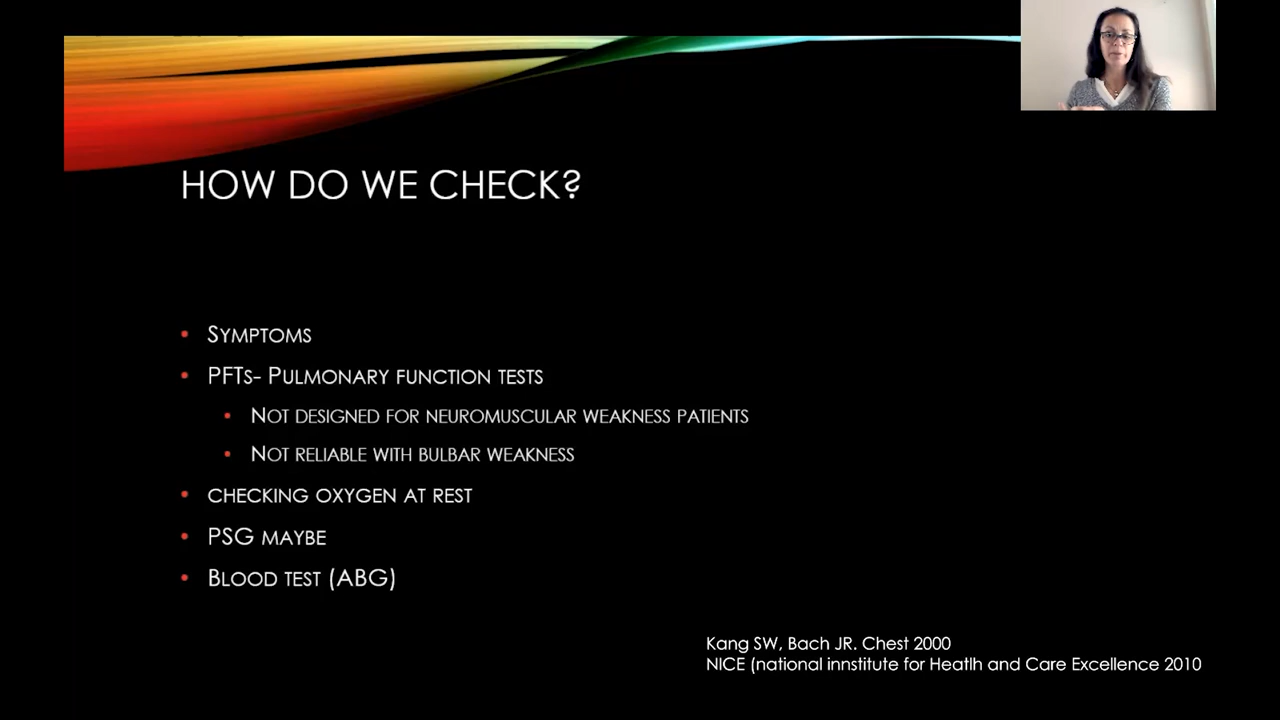 HOW DO WE CHECK?
SYMPTOMS
PFTS- PULMONARY FUNCTION TESTS
NOT DESIGNED FOR NEUROMUSCULAR WEAKNESS PATIENTS
NOT RELIABLE WITH BULBAR WEAKNESS
CHECKING OXYGEN AT REST
PSG MAYBE
BLOOD TEST (ABG)
Kang SW, Bach JR. Chest 2000
NICE (national innstitute for Heatlh and Care Excellence 2010